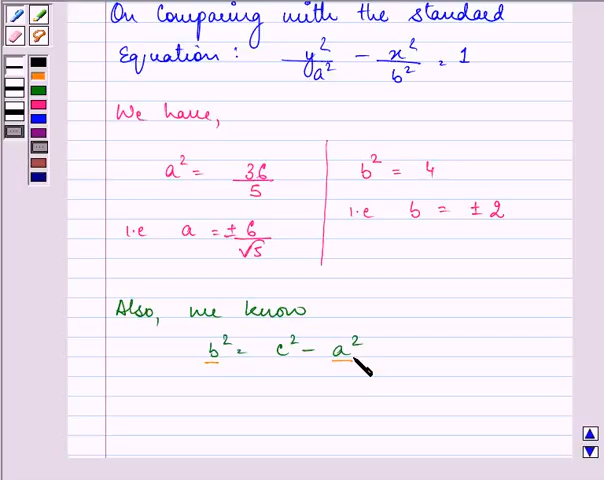 On Comparing with the standard
Equation : y²/a² - x²/b² = 1
We have,
a² = 36/5
i.e a = ± 6/√5
b² = 4
i.e b = ± 2
Also, we know
b² = c² - a²